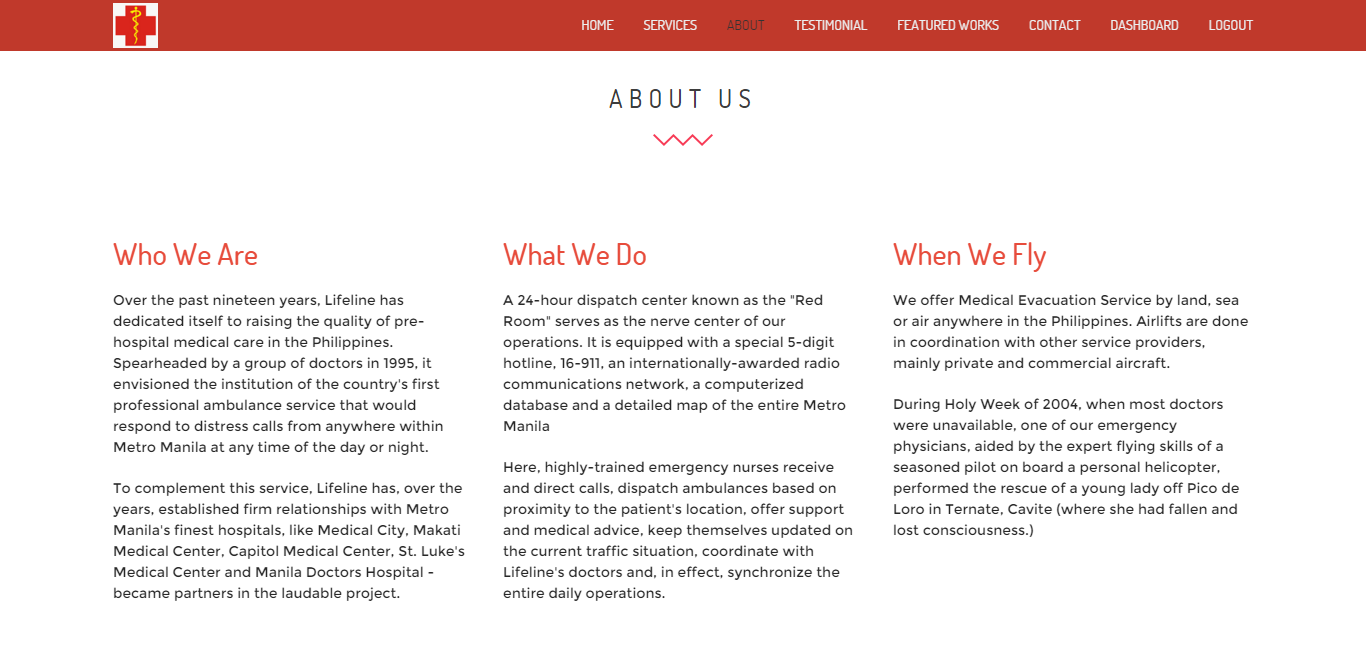 HOME SERVICES ABOUT TESTIMONIAL FEATURED WORKS CONTACT DASHBOARD LOGOUT
ABOUT US
Who We Are
Over the past nineteen years, Lifeline has
dedicated itself to raising the quality of pre-
hospital medical care in the Philippines.
Spearheaded by a group of doctors in 1995, it
envisioned the institution of the country's first
professional ambulance service that would
respond to distress calls from anywhere within
Metro Manila at any time of the day or night.
To complement this service, Lifeline has, over the
years, established firm relationships with Metro
Manila's finest hospitals, like Medical City, Makati
Medical Center, Capitol Medical Center, St. Luke's
Medical Center and Manila Doctors Hospital -
became partners in the laudable project.
What We Do
A 24-hour dispatch center known as the "Red
Room" serves as the nerve center of our
operations. It is equipped with a special 5-digit
hotline, 16-911, an internationally-awarded radio
communications network, a computerized
database and a detailed map of the entire Metro
Manila
Here, highly-trained emergency nurses receive
and direct calls, dispatch ambulances based on
proximity to the patient's location, offer support
and medical advice, keep themselves updated on
the current traffic situation, coordinate with
Lifeline's doctors and, in effect, synchronize the
entire daily operations.
When We Fly
We offer Medical Evacuation Service by land, sea
or air anywhere in the Philippines. Airlifts are done
in coordination with other service providers,
mainly private and commercial aircraft.
During Holy Week of 2004, when most doctors
were unavailable, one of our emergency
physicians, aided by the expert flying skills of a
seasoned pilot on board a personal helicopter,
performed the rescue of a young lady off Pico de
Loro in Ternate, Cavite (where she had fallen and
lost consciousness.)